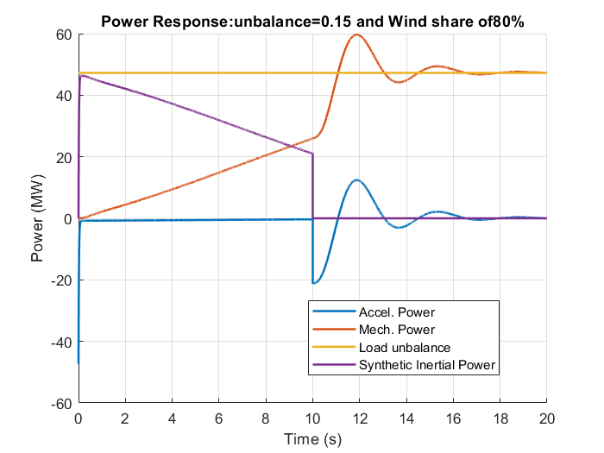 Power Response:unbalance=0.15 and Wind share of80%
60
40
20
0
-20
-40
-60
Power (MW)
Accel. Power
Mech. Power
Load unbalance
Synthetic Inertial Power
0 2 4 6 8 10 12 14 16 18 20
Time (s)